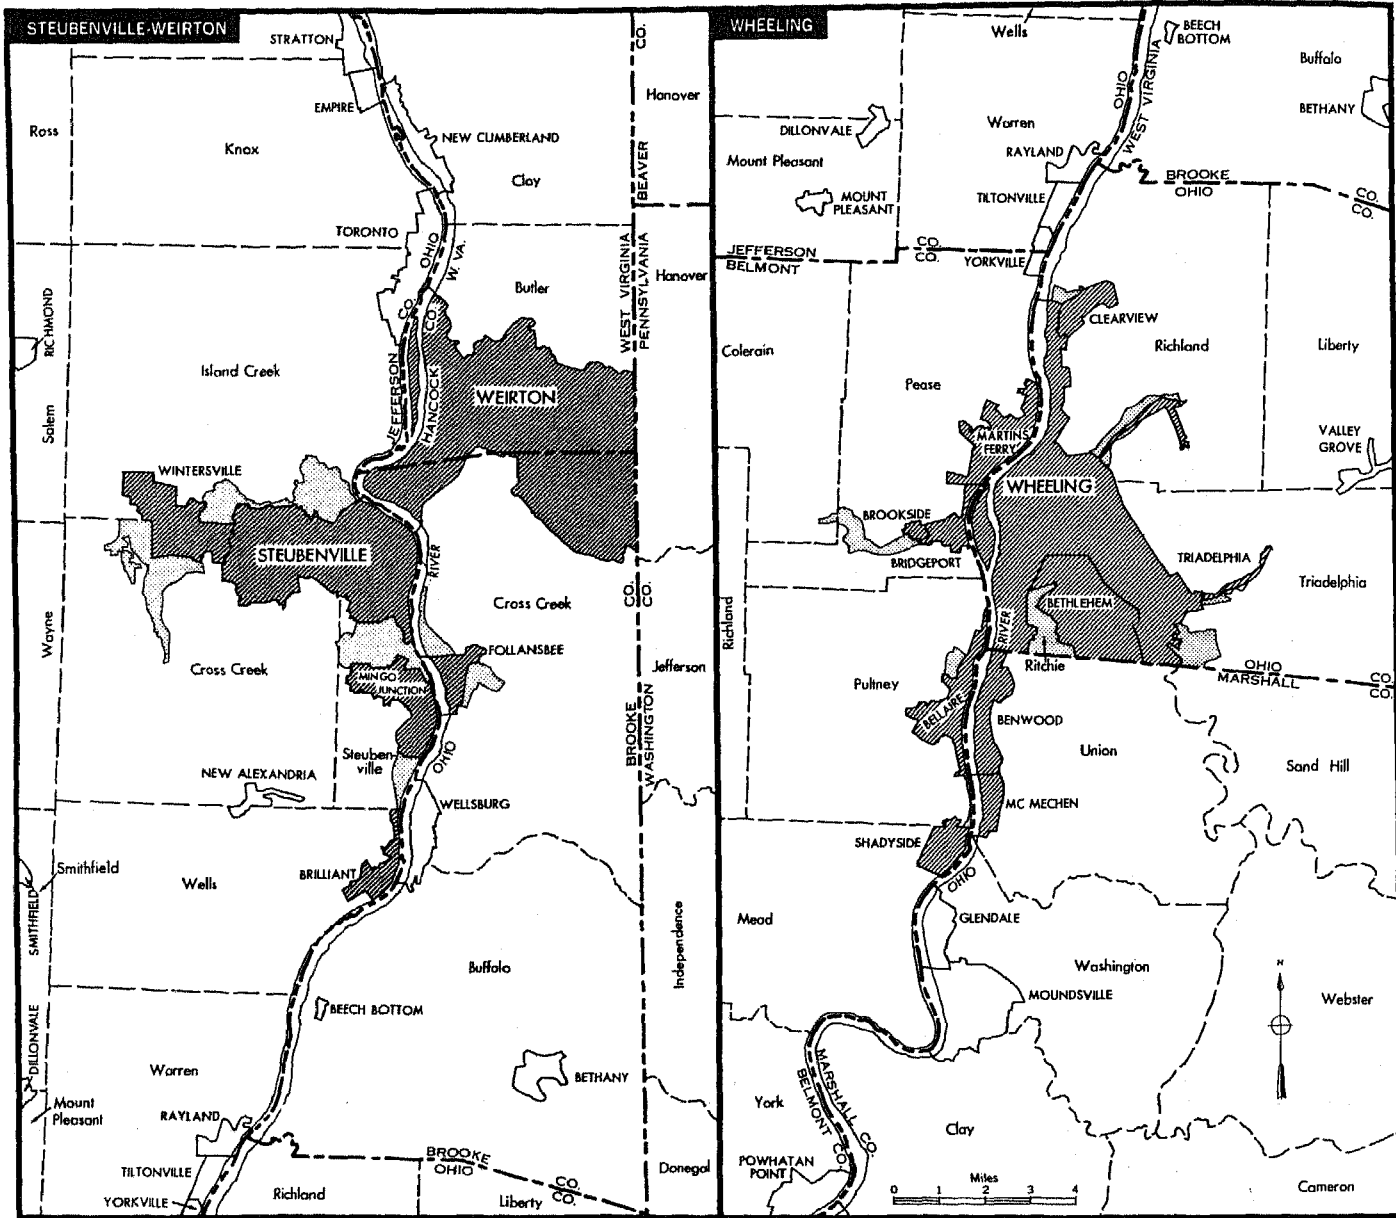 STEUBENVILLE-WEIRTON
STRATTON
EMPIRE
Ross
Knox
NEW CUMBERLAND
Clay
CO.
Hanover
BEAVER
TORONTO
OHIO
W. VA.
WEST VIRGINIA
PENNSYLVANIA
Hanover
Butler
CO.
CO.
RICHMOND
Island Creek
JEFFERSON
HANCOCK
WEIRTON
Salem
WINTERSVILLE
STEUBENVILLE
RIVER
CO.
CO.
Cross Creek
Wayne
Cross Creek
FOLLANSBEE
MINGO
JUNCTION
Jefferson
BROOKE
WASHINGTON
Steuben-
ville
OHIO
NEW ALEXANDRIA
WELLSBURG
Smithfield
SMITHFIELD
Wells
BRILLIANT
Independence
Buffalo
BEECH BOTTOM
DILLONVALE
Warren
BETHANY
Mount
Pleasant
RAYLAND
TILTONVILLE
YORKVILLE
BROOKE
OHIO
CO.
CO.
Donegal
Richland
Liberty
WHEELING
Wells
BEECH
BOTTOM
Buffalo
OHIO
WEST VIRGINIA
BETHANY
DILLONVALE
Warren
RAYLAND
Mount Pleasant
MOUNT
PLEASANT
TILTONVILLE
BROOKE
OHIO
CO.
CO.
JEFFERSON
BELMONT
CO.
CO.
YORKVILLE
CLEARVIEW
Colerain
Richland
Liberty
Pease
MARTINS
FERRY
VALLEY
GROVE
WHEELING
BROOKSIDE
BRIDGEPORT
TRIADELPHIA
Triadelphia
Richland
BETHLEHEM
RIVER
Ritchie
OHIO
MARSHALL
CO.
CO.
Pultney
BELLAIRE
BENWOOD
Union
Sand Hill
MC MECHEN
SHADYSIDE
OHIO
Mead
GLENDALE
Washington
MOUNDSVILLE
N
Webster
MARSHALL CO.
BELMONT CO.
York
Clay
POWHATAN
POINT
Miles
0 1 2 3 4
Cameron